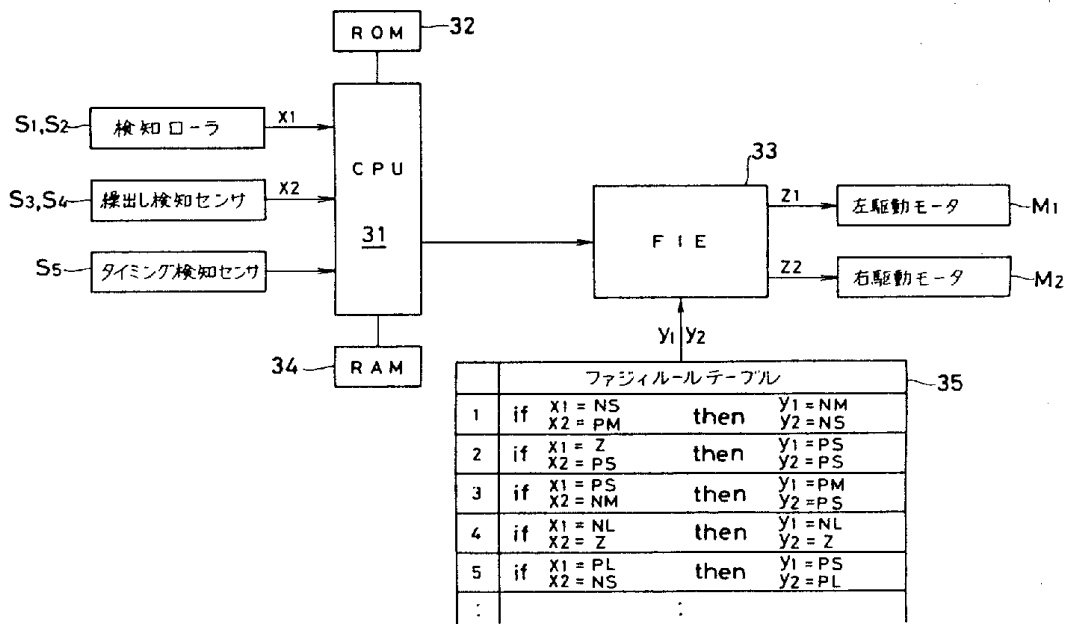 ROM
32
S1,S2
検知ローラ
X1
CPU
31
S3,S4
繰出し検知センサ
X2
S5
タイミング検知センサ
34
RAM
33
FIE
Z1
左駆動モータ
M1
Z2
右駆動モータ
M2
y1 y2
ファジィルールテーブル
35
1 if X1 = NS then y1 = NM
X2 = PM y2 = NS
2 if X1 = Z then y1 = PS
X2 = PS y2 = PS
3 if X1 = PS then y1 = PM
X2 = NM y2 = PS
4 if X1 = NL then y1 = NL
X2 = Z y2 = Z
5 if X1 = PL then y1 = PS
X2 = NS y2 = PL
: :